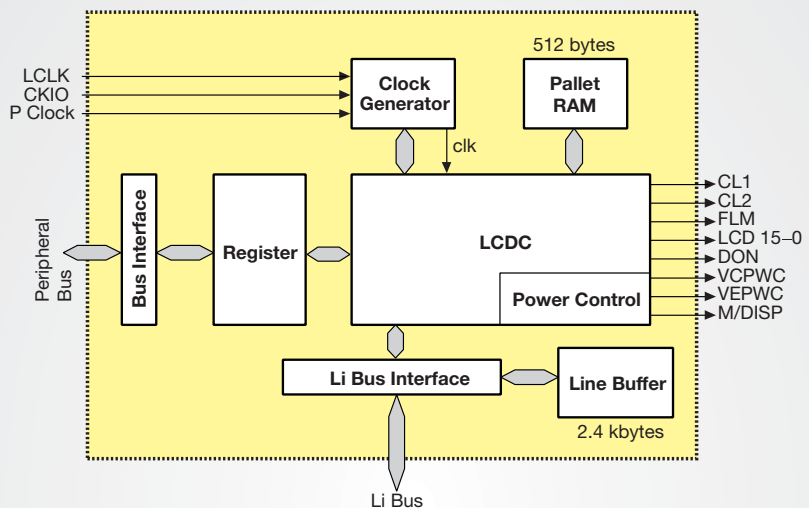 512 bytes
LCLK
CKIO
P Clock
Clock
Generator
Pallet
RAM
clk
CL1
CL2
FLM
LCD 15–0
DON
VCPWC
VEPWC
M/DISP
Peripheral
Bus
Bus Interface
Register
LCDC
Power Control
Li Bus Interface
Line Buffer
2.4 kbytes
Li Bus